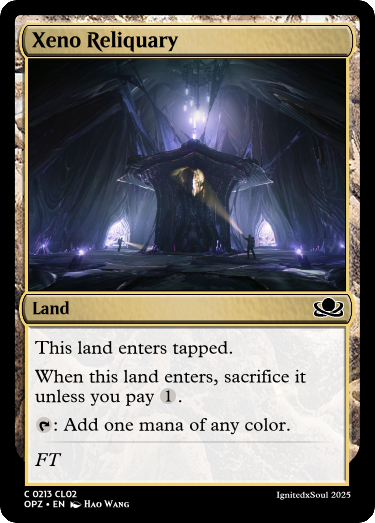 Xeno Reliquary
Land
This land enters tapped.
When this land enters, sacrifice it
unless you pay 1.
: Add one mana of any color.
FT
C 0213 CL02
OPZ • EN Hao Wang
IgnitedxSoul 2025